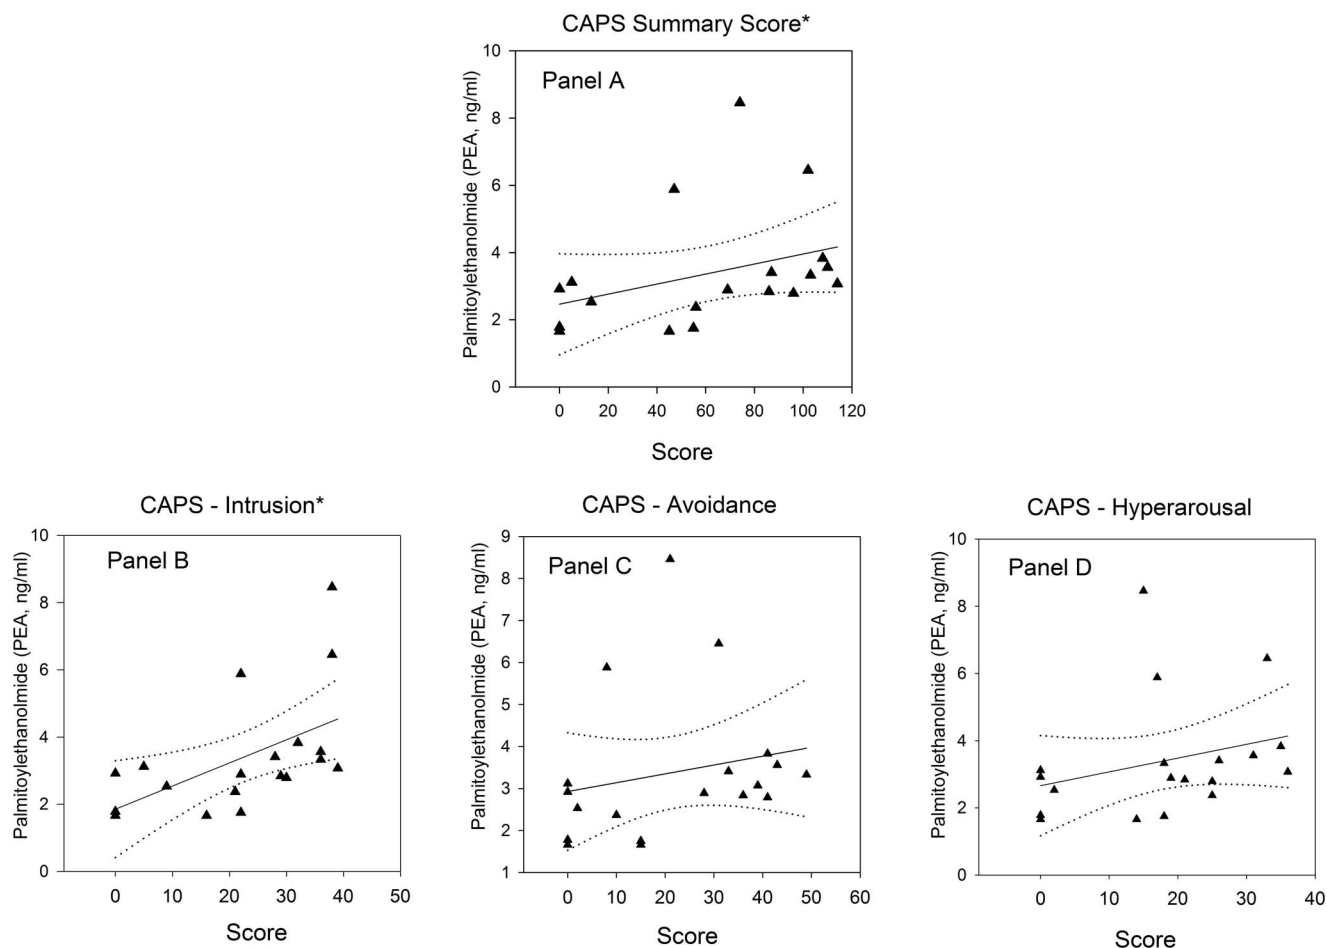 CAPS Summary Score*
Panel A
Palmitoylethanolmide (PEA, ng/ml)
10
8
6
4
2
0
0 20 40 60 80 100 120
Score
CAPS - Intrusion*
Panel B
Palmitoylethanolmide (PEA, ng/ml)
10
8
6
4
2
0
0 10 20 30 40 50
Score
CAPS - Avoidance
Panel C
Palmitoylethanolmide (PEA, ng/ml)
9
8
7
6
5
4
3
2
1
0 10 20 30 40 50 60
Score
CAPS - Hyperarousal
Panel D
Palmitoylethanolmide (PEA, ng/ml)
10
8
6
4
2
0
0 10 20 30 40
Score